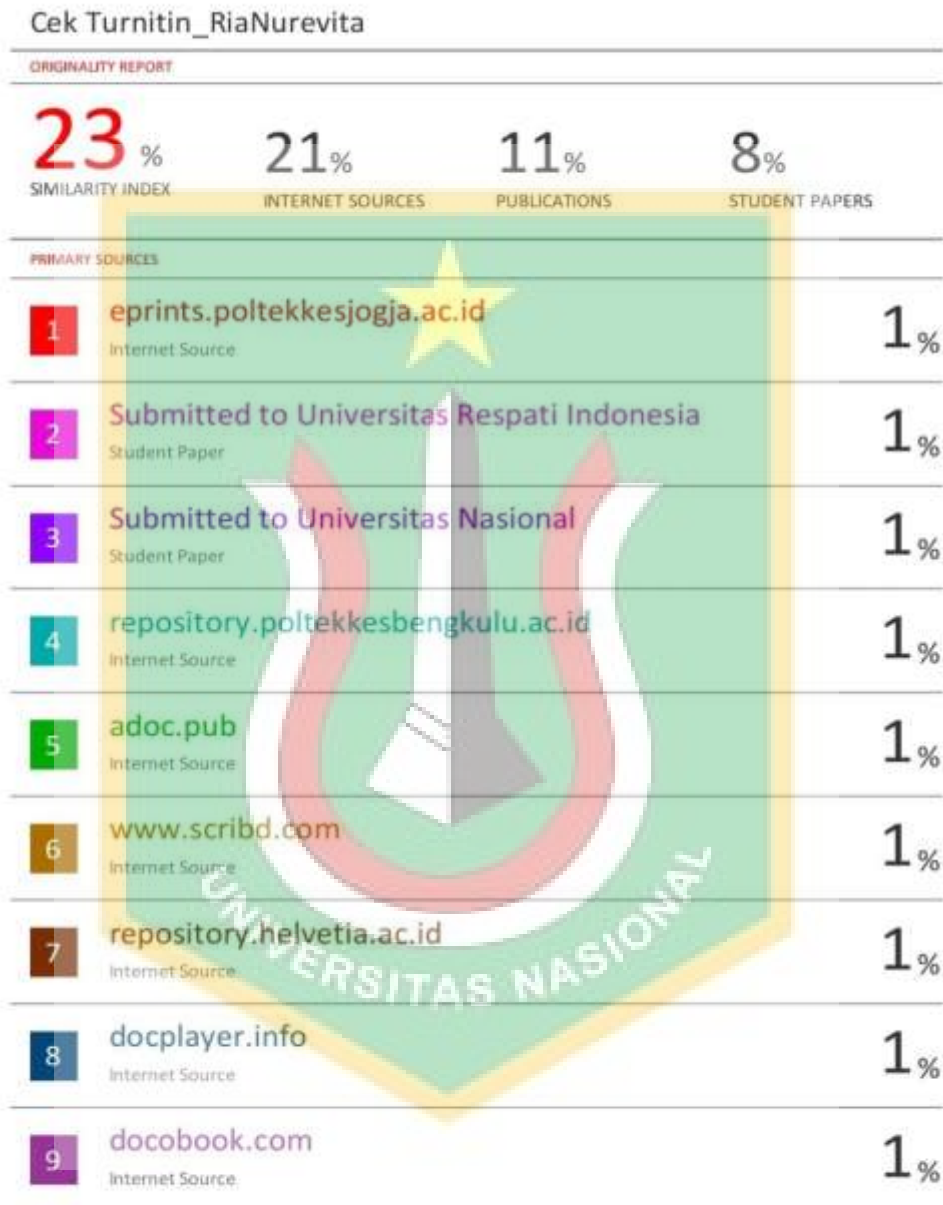 Cek Turnitin_RiaNurevita
ORIGINALITY REPORT
23% 21% 11% 8%
SIMILARITY INDEX INTERNET SOURCES PUBLICATIONS STUDENT PAPERS
PRIMARY SOURCES
1 eprints.poltekkesjogja.ac.id 1%
Internet Source
2 Submitted to Universitas Respati Indonesia 1%
Student Paper
3 Submitted to Universitas Nasional 1%
Student Paper
4 repository.poltekkesbengkulu.ac.id 1%
Internet Source
5 adoc.pub 1%
Internet Source
6 www.scribd.com 1%
Internet Source
7 repository.helvetia.ac.id 1%
Internet Source
UNIVERSITAS NASIONAL
8 docplayer.info 1%
Internet Source
9 docobook.com 1%
Internet Source